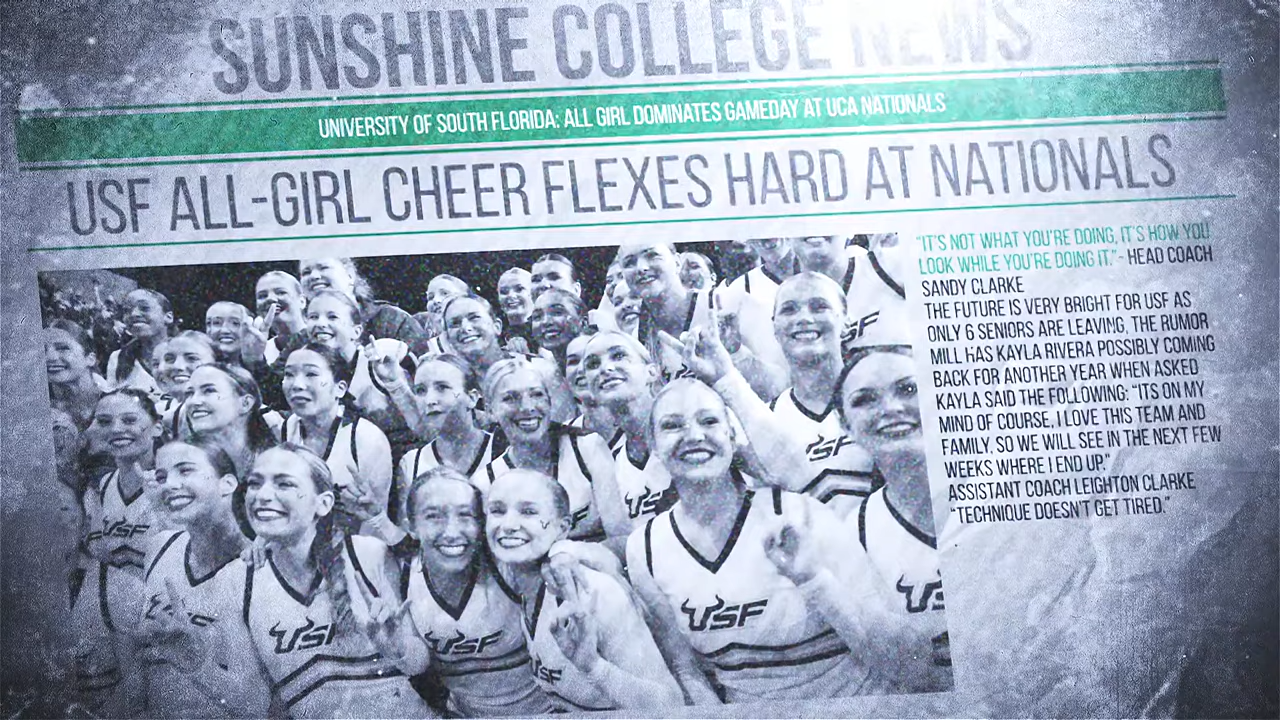 SUNSHINE COLLEGE NEWS
UNIVERSITY OF SOUTH FLORIDA: ALL GIRL DOMINATES GAMEDAY AT UCA NATIONALS
USF ALL-GIRL CHEER FLEXES HARD AT NATIONALS
"IT'S NOT WHAT YOU'RE DOING, IT'S HOW YOU
LOOK WHILE YOU'RE DOING IT." - HEAD COACH
SANDY CLARKE
THE FUTURE IS VERY BRIGHT FOR USF AS
ONLY 6 SENIORS ARE LEAVING, THE RUMOR
MILL HAS KAYLA RIVERA POSSIBLY COMING
BACK FOR ANOTHER YEAR WHEN ASKED
KAYLA SAID THE FOLLOWING: "ITS ON MY
MIND OF COURSE, I LOVE THIS TEAM AND
FAMILY, SO WE WILL SEE IN THE NEXT FEW
WEEKS WHERE I END UP."
ASSISTANT COACH LEIGHTON CLARKE
"TECHNIQUE DOESN'T GET TIRED."
USF
USF
USF
USF
USF
USF
USF
USF